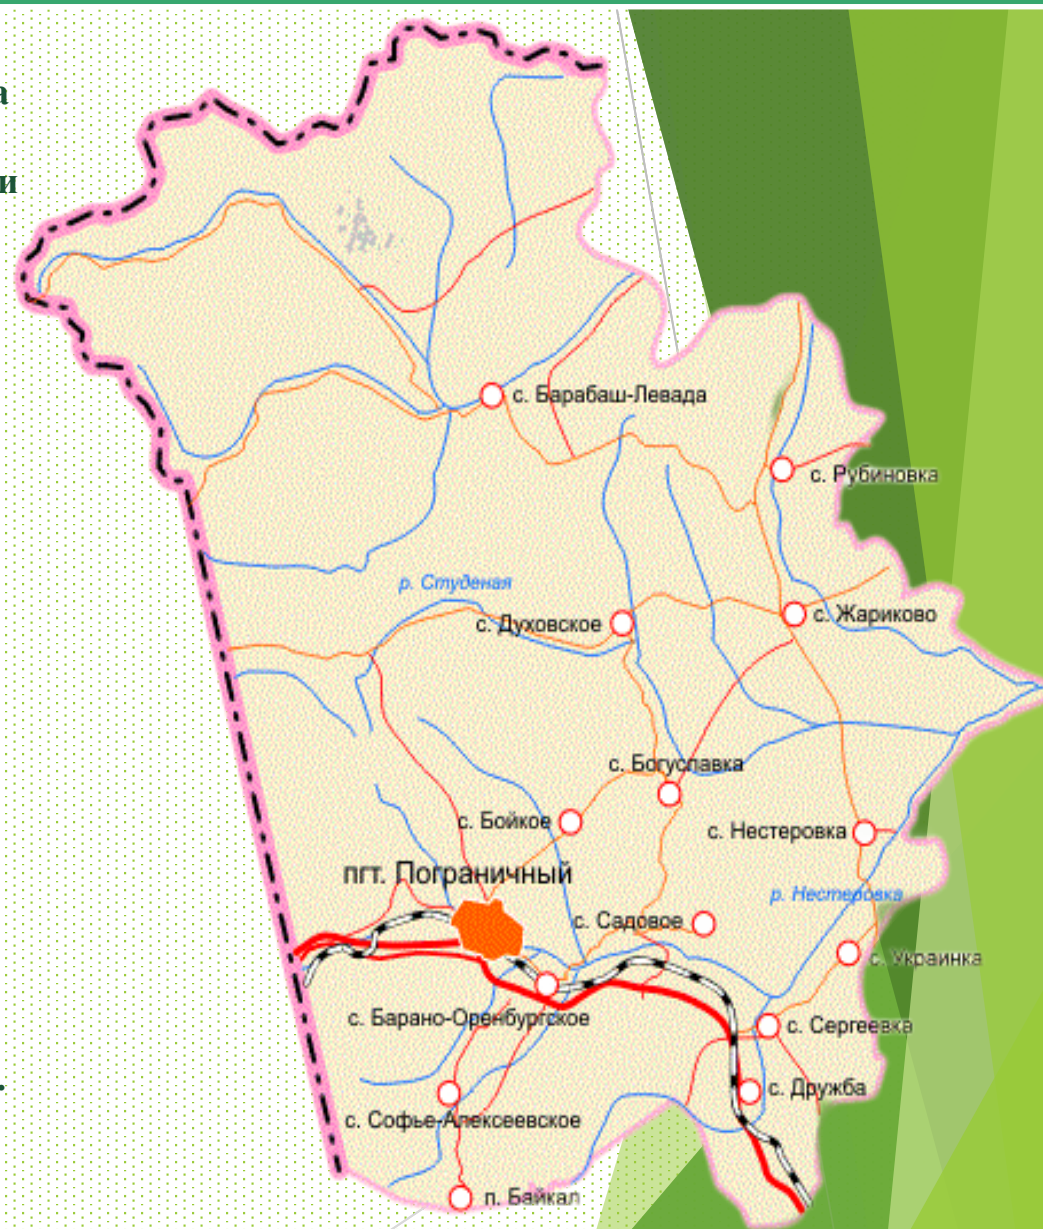 а
и
с. Барабаш-Левада
с. Рубиновка
р. Студеная
с. Духовское
с. Жариково
с. Богуславка
с. Бойкое
с. Нестеровка
пгт. Пограничный
р. Нестеровка
с. Садовое
с. Украинка
с. Барано-Оренбургское
с. Сергеевка
.
с. Дружба
с. Софье-Алексеевское
п. Байкал